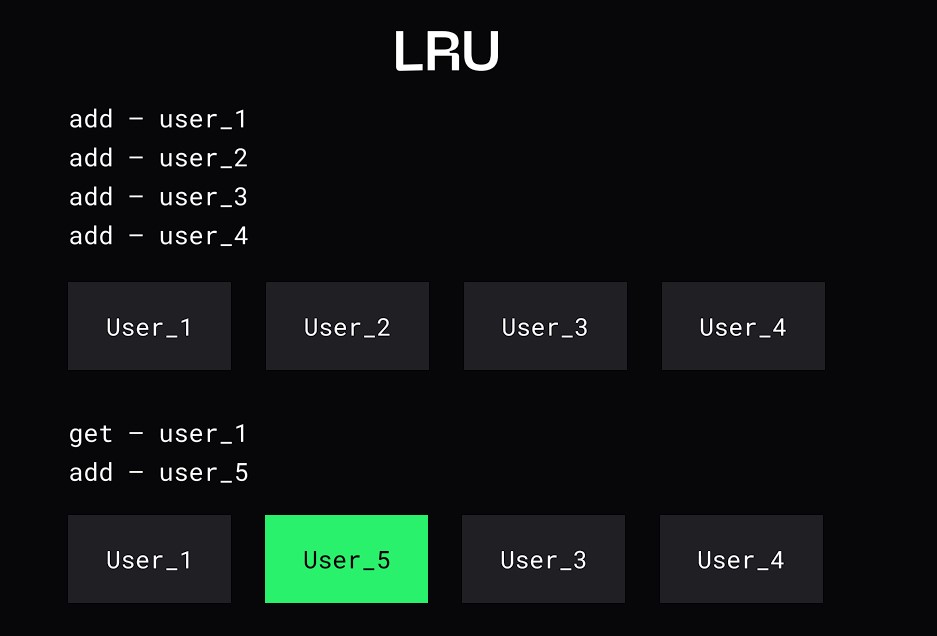 LRU
add – user_1
add – user_2
add – user_3
add – user_4
User_1 User_2 User_3 User_4
get – user_1
add – user_5
User_1 User_5 User_3 User_4